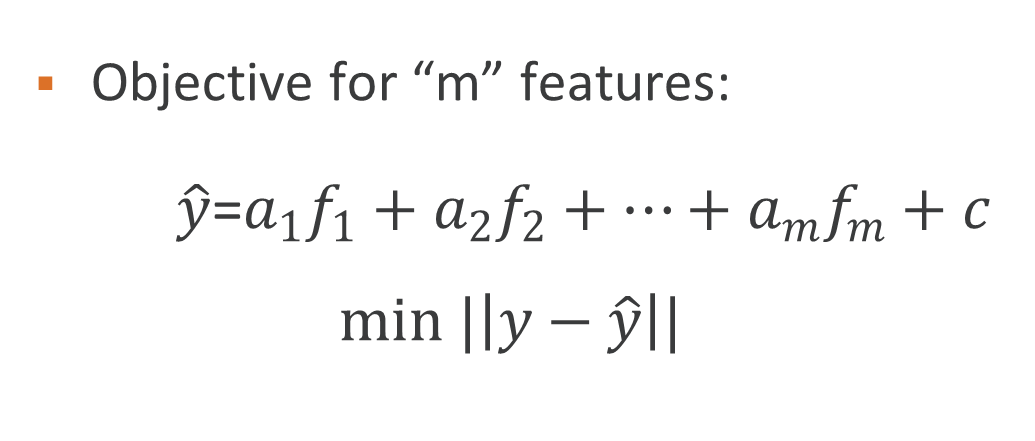 ▪ Objective for “m” features:
ŷ=a₁f₁ + a₂f₂ + ⋯ + aₘfₘ + c
min ||y − ŷ||